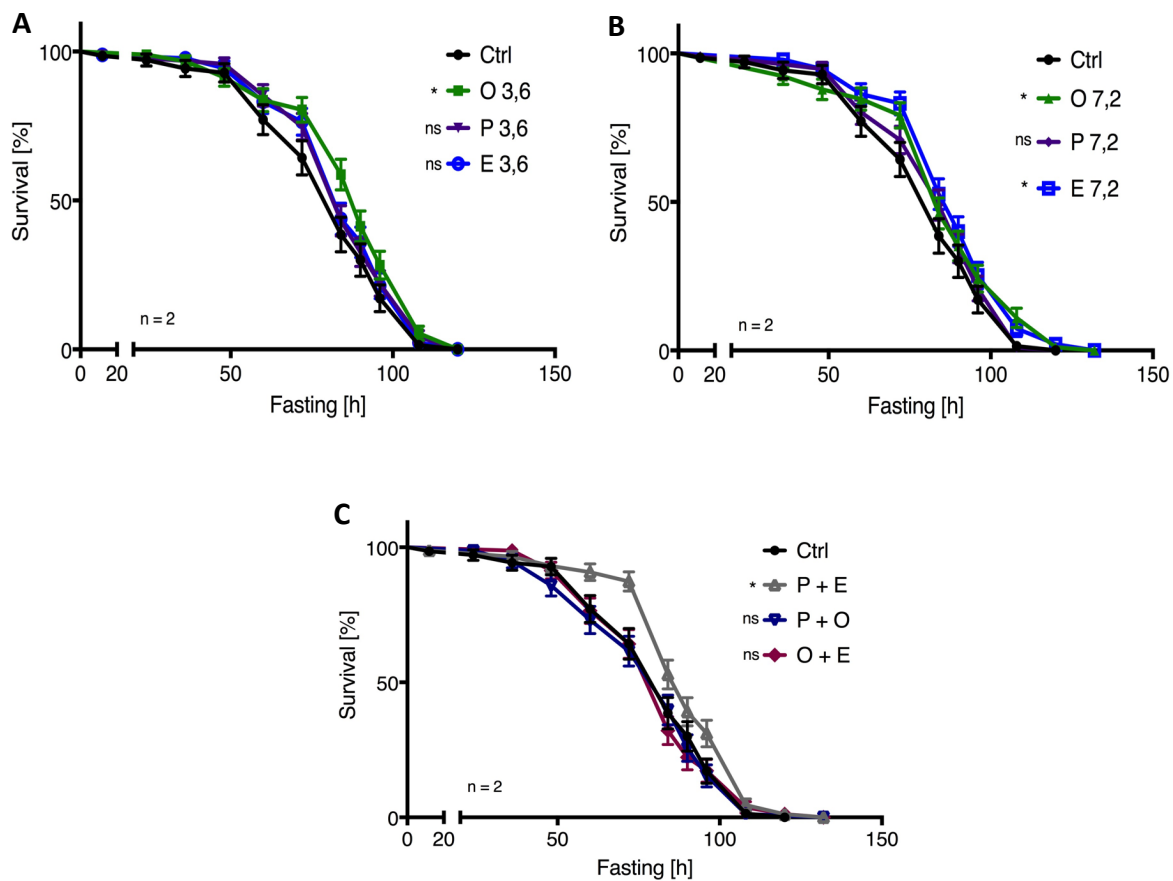 A
Survival [%]
100
50
0
Ctrl
* O 3,6
ns P 3,6
ns E 3,6
n = 2
0 20 50 100 150
Fasting [h]
B
Survival [%]
100
50
0
Ctrl
* O 7,2
ns P 7,2
* E 7,2
n = 2
0 20 50 100 150
Fasting [h]
C
Survival [%]
100
50
0
Ctrl
* P + E
ns P + O
ns O + E
n = 2
0 20 50 100 150
Fasting [h]